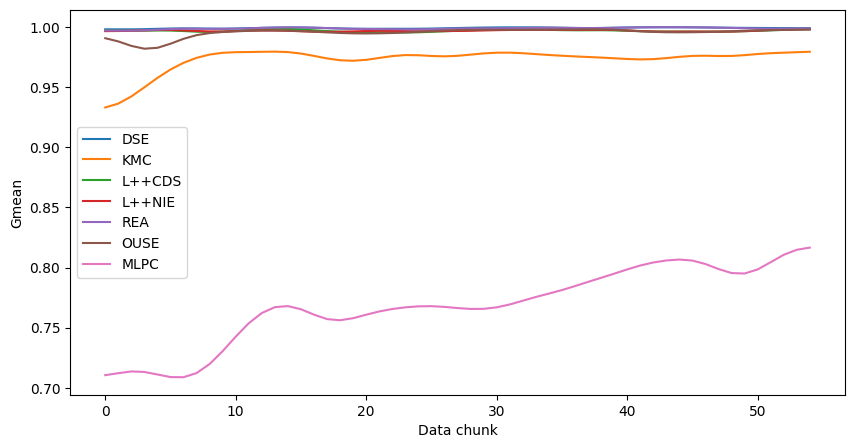 1.00
0.95
0.90
0.85
0.80
0.75
0.70
Gmean
DSE
KMC
L++CDS
L++NIE
REA
OUSE
MLPC
0 10 20 30 40 50
Data chunk